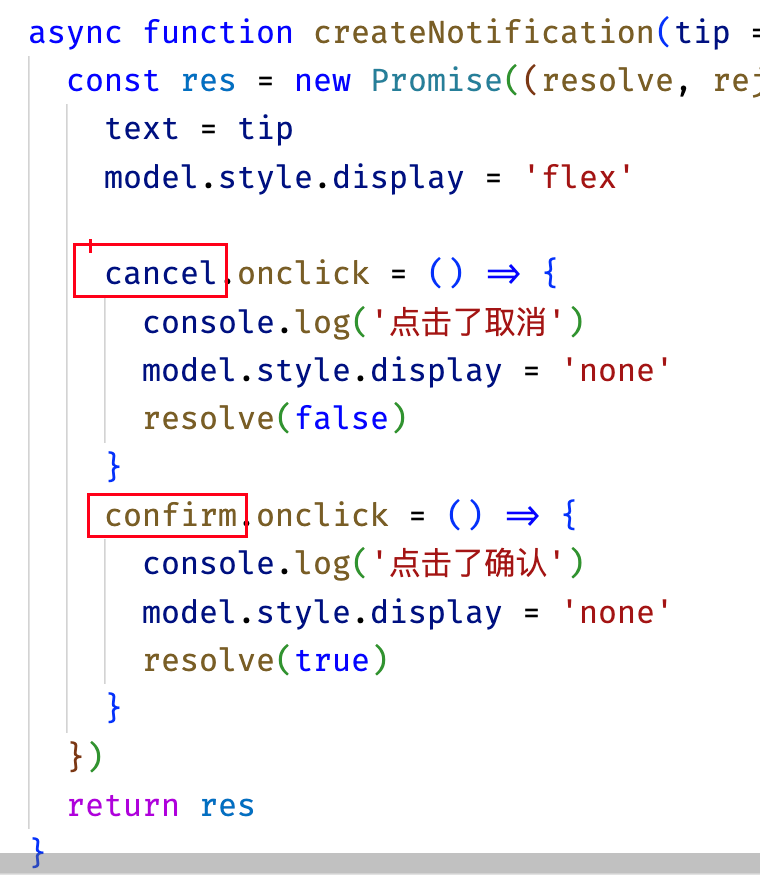 async function createNotification(tip =
const res = new Promise((resolve, rej
text = tip
model.style.display = 'flex'
cancel.onclick = () => {
console.log('点击了取消')
model.style.display = 'none'
resolve(false)
}
confirm.onclick = () => {
console.log('点击了确认')
model.style.display = 'none'
resolve(true)
}
})
return res
}